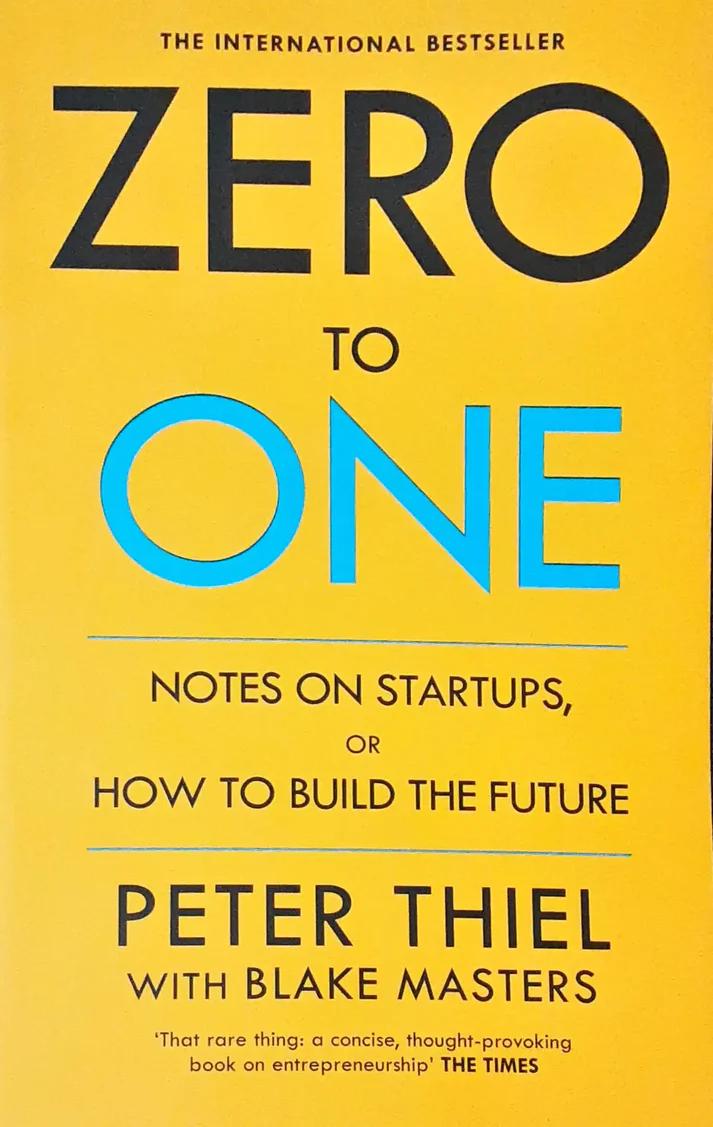 THE INTERNATIONAL BESTSELLER
ZERO
TO
ONE
NOTES ON STARTUPS,
OR
HOW TO BUILD THE FUTURE
PETER THIEL
WITH BLAKE MASTERS
'That rare thing: a concise, thought-provoking
book on entrepreneurship' THE TIMES